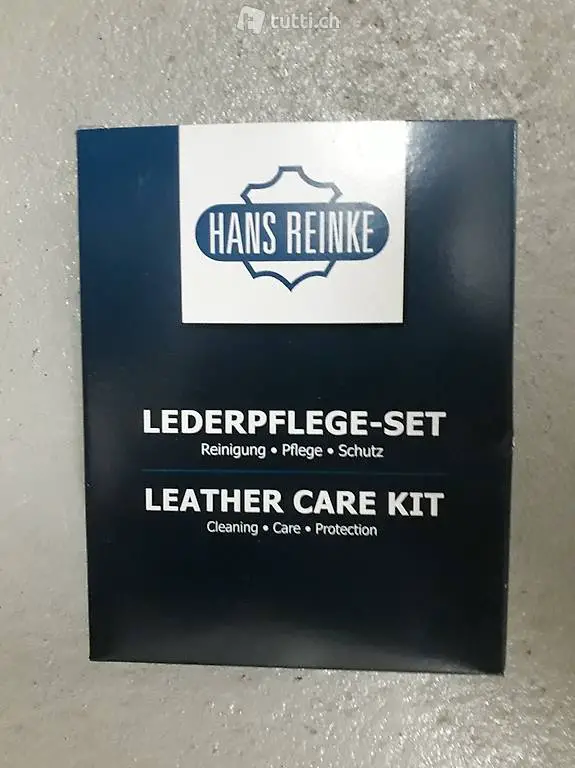 tutti.ch
HANS REINKE
LEDERPFLEGE-SET
Reinigung • Pflege • Schutz
LEATHER CARE KIT
Cleaning • Care • Protection